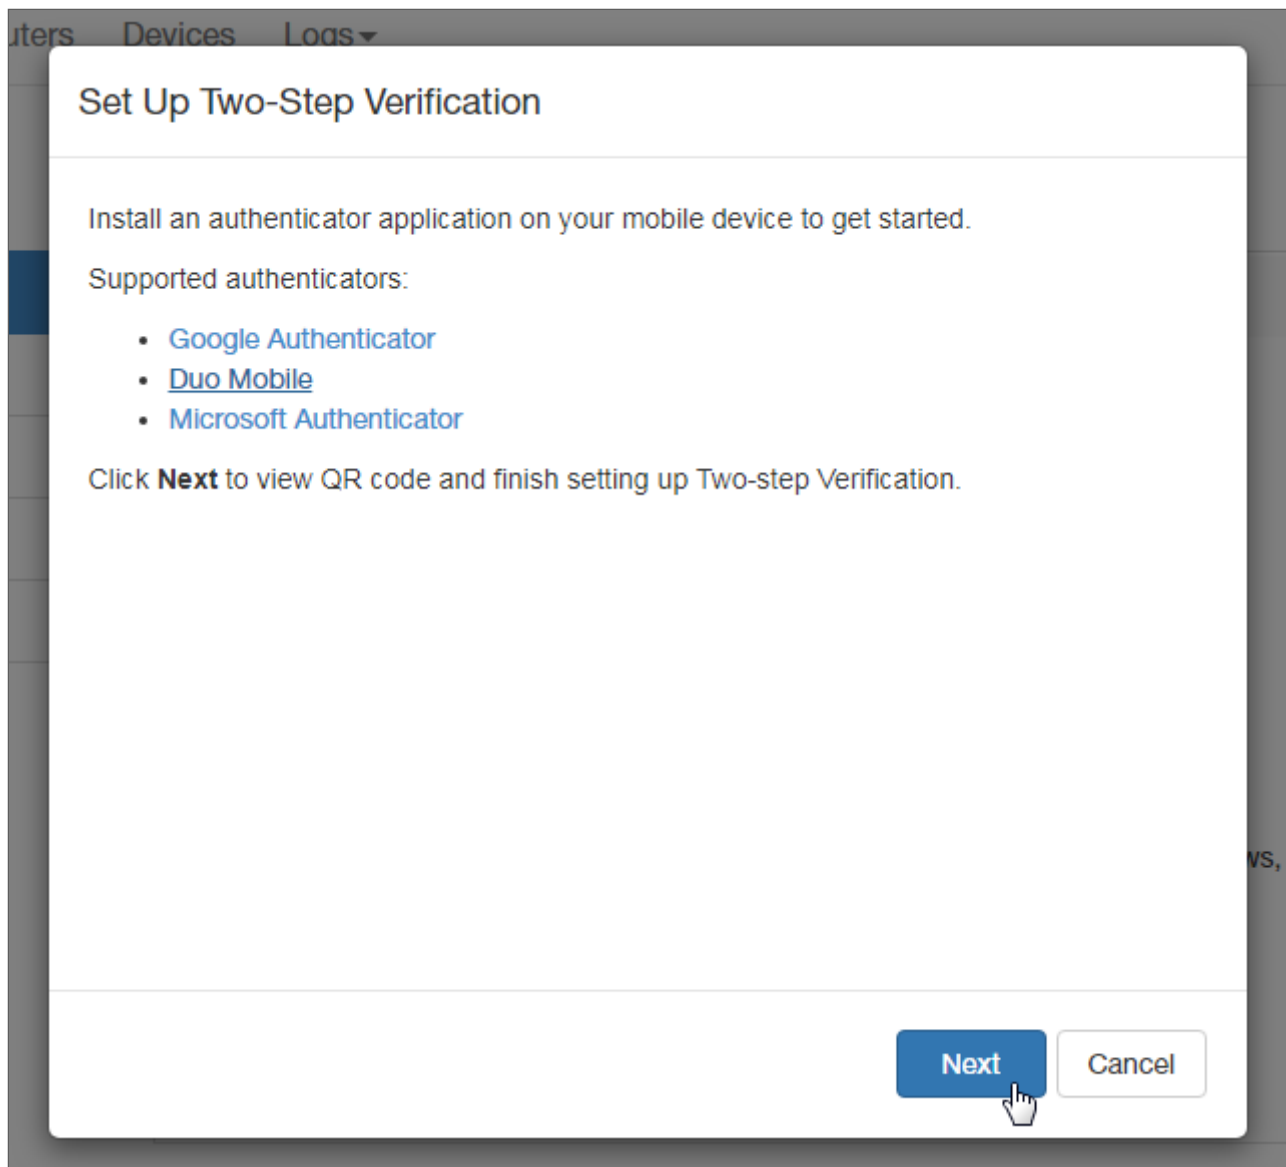 Devices Logs
Set Up Two-Step Verification
Install an authenticator application on your mobile device to get started.
Supported authenticators:
• Google Authenticator
• Duo Mobile
• Microsoft Authenticator
Click Next to view QR code and finish setting up Two-step Verification.
Next Cancel